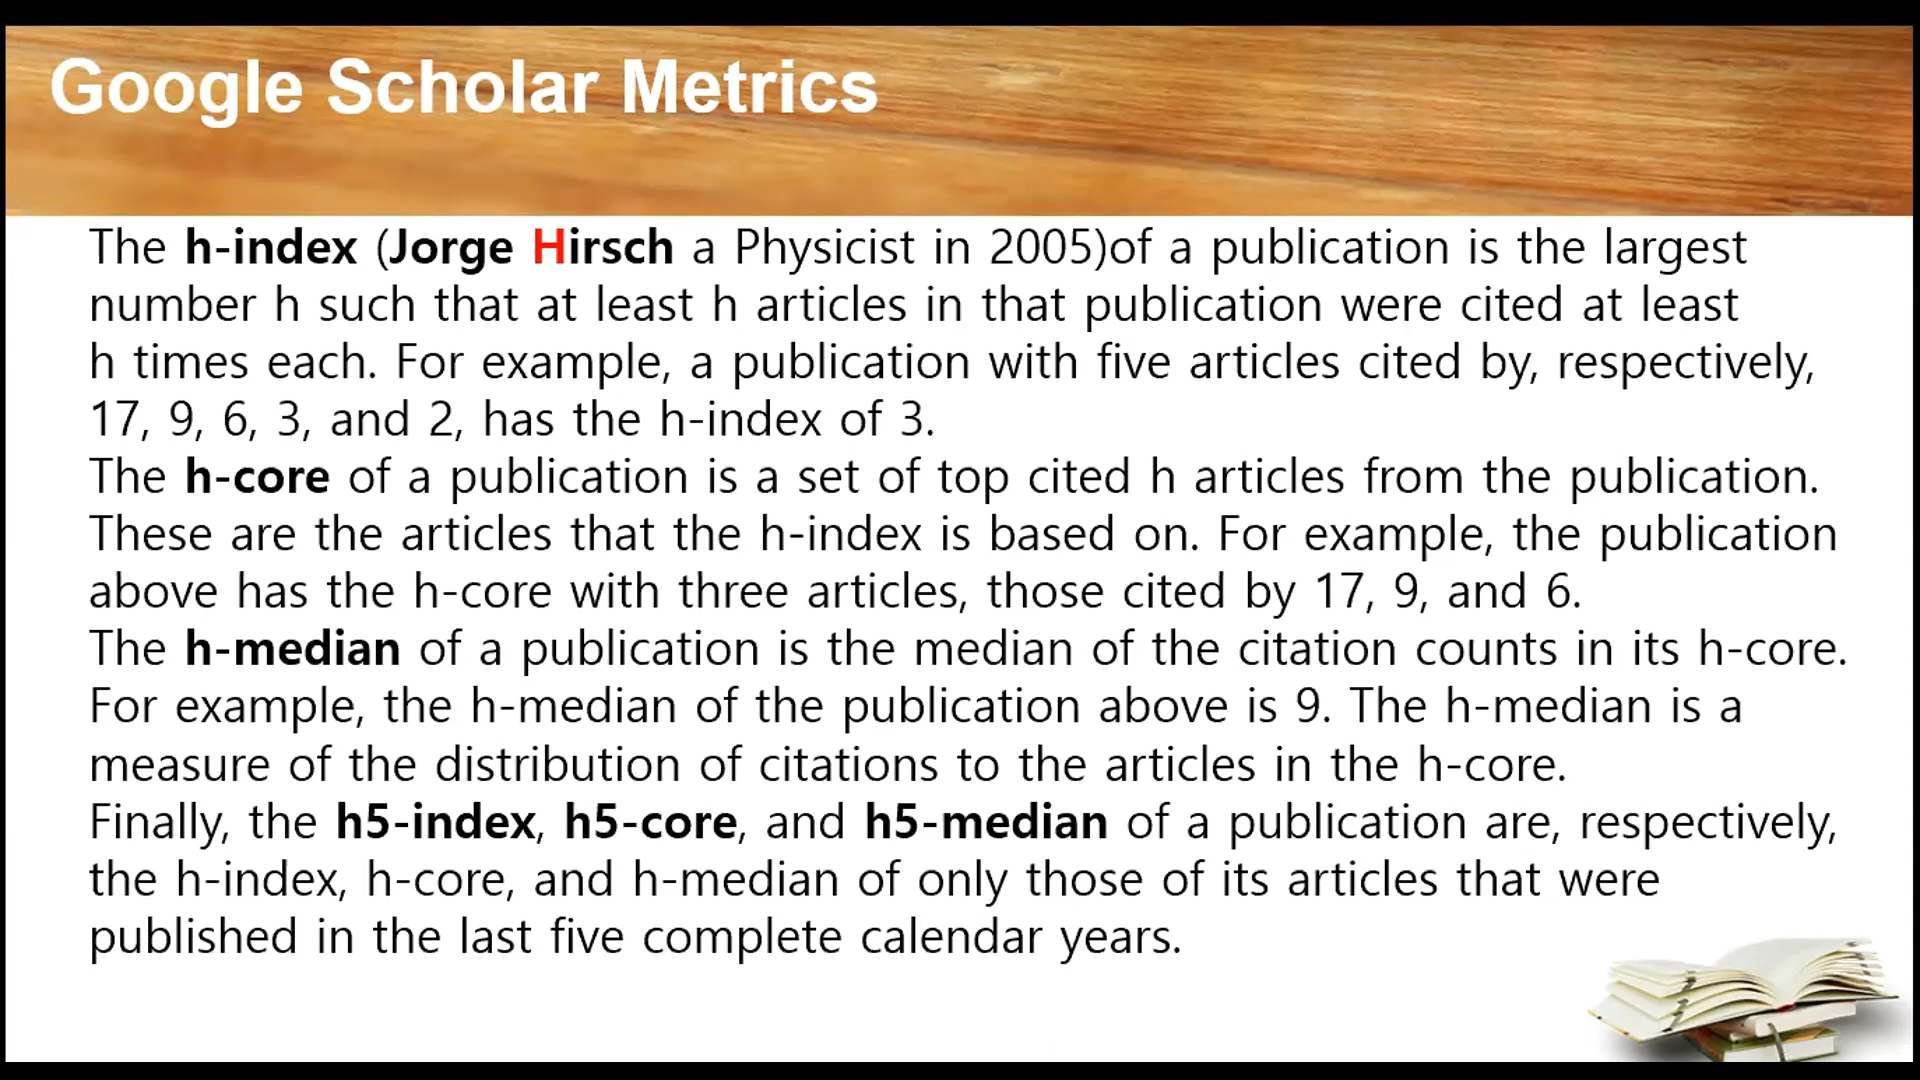 Google Scholar Metrics
The h-index (Jorge Hirsch a Physicist in 2005)of a publication is the largest
number h such that at least h articles in that publication were cited at least
h times each. For example, a publication with five articles cited by, respectively,
17, 9, 6, 3, and 2, has the h-index of 3.
The h-core of a publication is a set of top cited h articles from the publication.
These are the articles that the h-index is based on. For example, the publication
above has the h-core with three articles, those cited by 17, 9, and 6.
The h-median of a publication is the median of the citation counts in its h-core.
For example, the h-median of the publication above is 9. The h-median is a
measure of the distribution of citations to the articles in the h-core.
Finally, the h5-index, h5-core, and h5-median of a publication are, respectively,
the h-index, h-core, and h-median of only those of its articles that were
published in the last five complete calendar years.